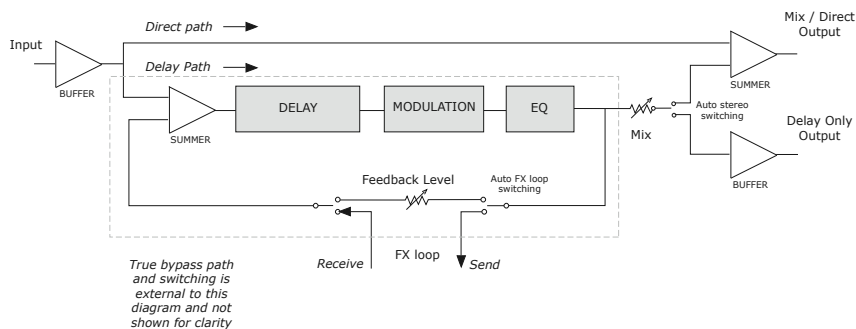 Direct path
Mix / Direct
Output
Input
Delay Path
BUFFER
SUMMER
DELAY
MODULATION
EQ
SUMMER
Auto stereo
switching
Mix
Delay Only
Output
Feedback Level
Auto FX loop
switching
BUFFER
Receive
FX loop
Send
True bypass path
and switching is
external to this
diagram and not
shown for clarity